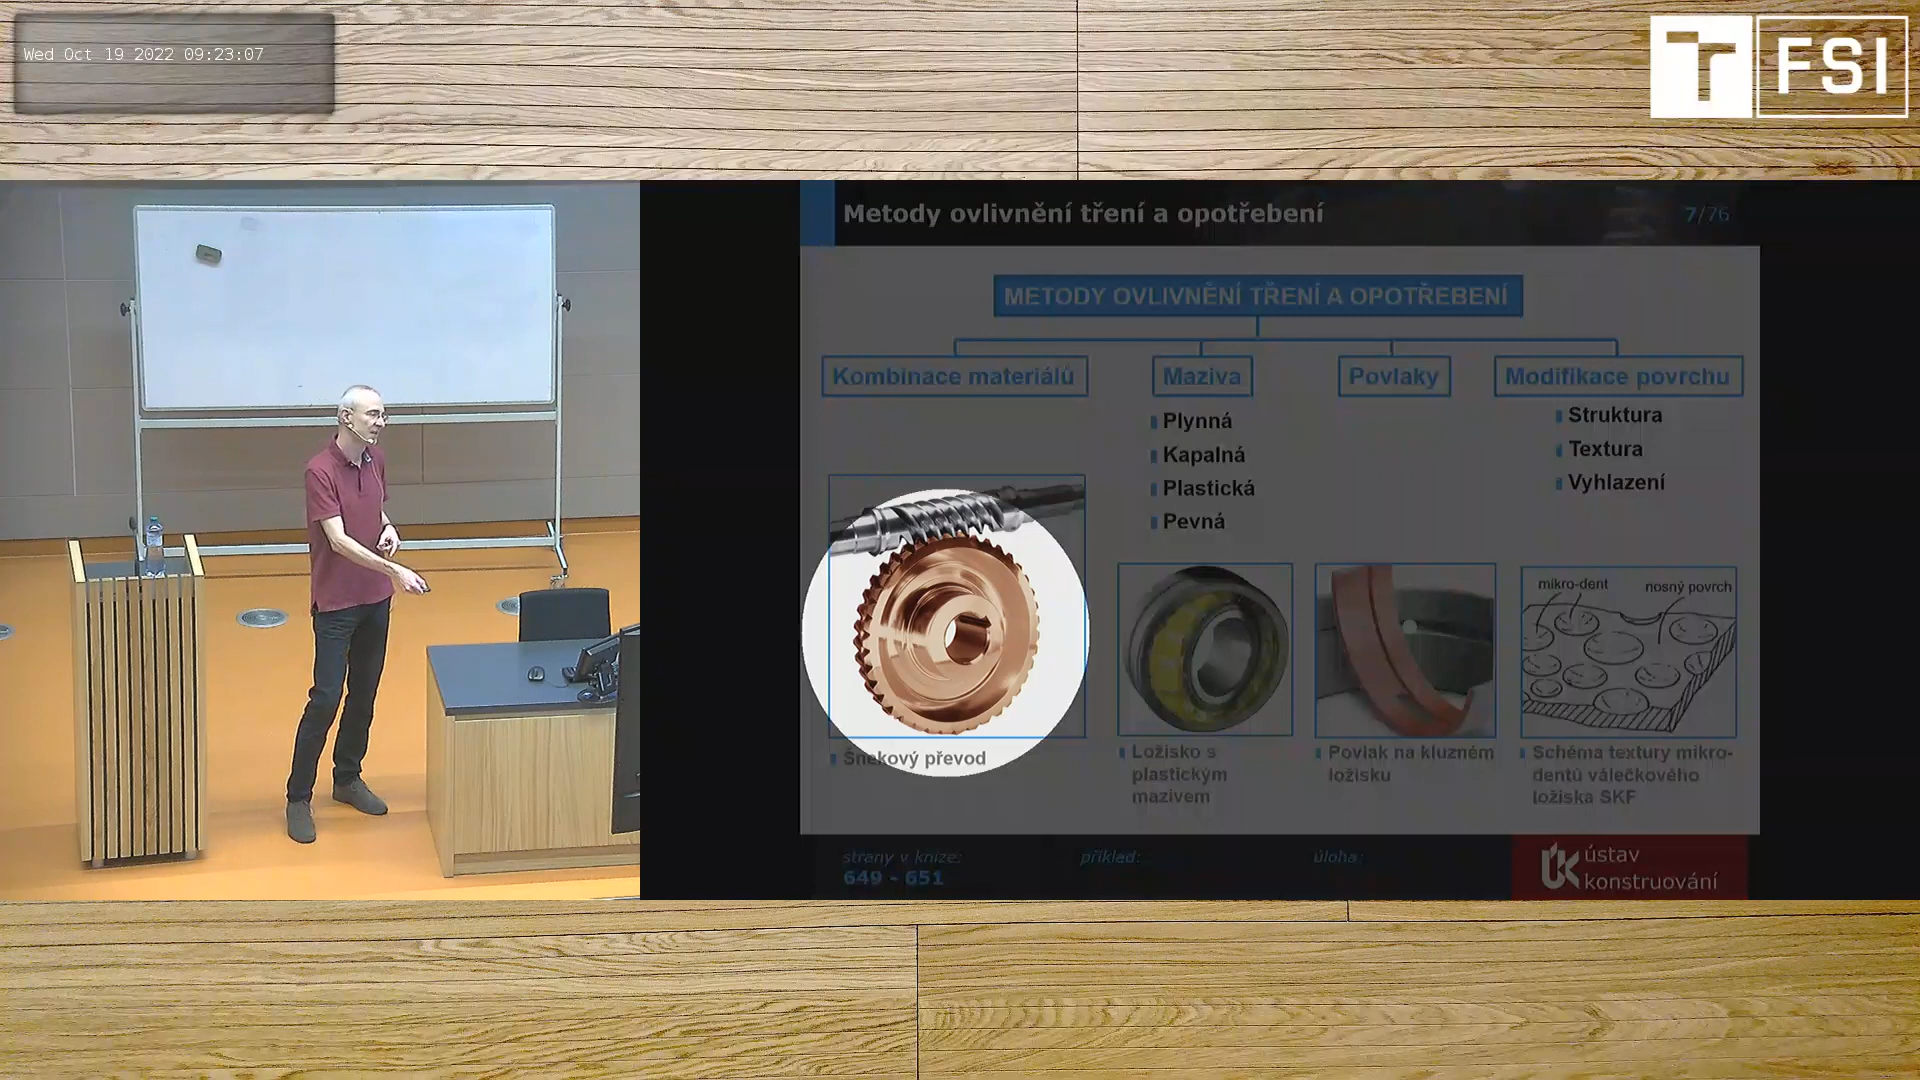 Wed Oct 19 2022 09:23:07
FSI
Metody ovlivnění tření a opotřebení
7/76
METODY OVLIVNĚNÍ TŘENÍ A OPOTŘEBENÍ
Kombinace materiálů
Maziva
Povlaky
Modifikace povrchu
Plynná
Kapalná
Plastická
Pevná
Struktura
Textura
Vyhlazení
mikro-dent
nosný povrch
Šnekový převod
Ložisko s
plastickým
mazivem
Povlak na kluzném
ložisku
Schéma textury mikro-
dentů válečkového
ložiska SKF
strany v knize:
649 - 651
příklad:
úloha:
ústav
konstruování